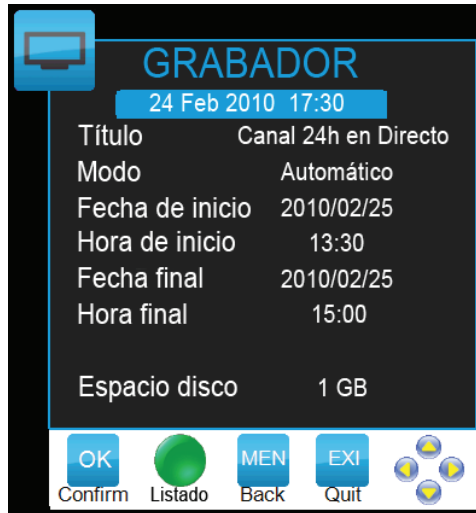 GRABADOR
24 Feb 2010 17:30
Título Canal 24h en Directo
Modo Automático
Fecha de inicio 2010/02/25
Hora de inicio 13:30
Fecha final 2010/02/25
Hora final 15:00
Espacio disco 1 GB
OK MEN EXI
Confirm Listado Back Quit